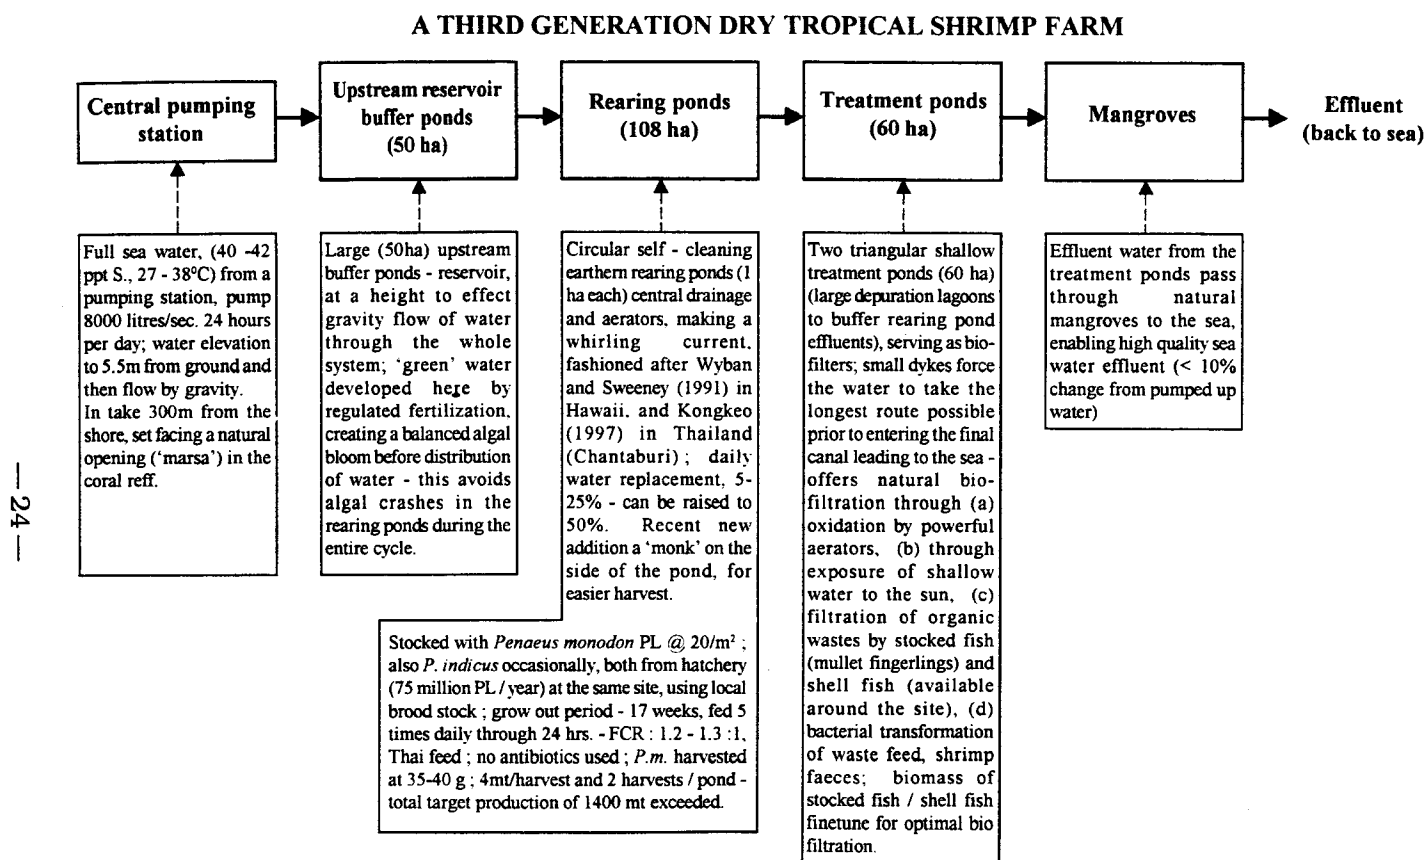 A THIRD GENERATION DRY TROPICAL SHRIMP FARM
Central pumping
station
Upstream reservoir
buffer ponds
(50 ha)
Rearing ponds
(108 ha)
Treatment ponds
(60 ha)
Mangroves
Effluent
(back to sea)
Full sea water, (40 -42
ppt S., 27 - 38°C) from a
pumping station, pump
8000 litres/sec. 24 hours
per day; water elevation
to 5.5m from ground and
then flow by gravity.
In take 300m from the
shore, set facing a natural
opening (‘marsa’) in the
coral reff.
Large (50ha) upstream
buffer ponds - reservoir,
at a height to effect
gravity flow of water
through the whole
system; ‘green’ water
developed here by
regulated fertilization,
creating a balanced algal
bloom before distribution
of water - this avoids
algal crashes in the
rearing ponds during the
entire cycle.
Circular self - cleaning
earthern rearing ponds (1
ha each) central drainage
and aerators, making a
whirling current,
fashioned after Wyban
and Sweeney (1991) in
Hawaii, and Kongkeo
(1997) in Thailand
(Chantaburi) ; daily
water replacement, 5-
25% - can be raised to
50%. Recent new
addition a ‘monk’ on the
side of the pond, for
easier harvest.
Stocked with Penaeus monodon PL @ 20/m² ;
also P. indicus occasionally, both from hatchery
(75 million PL / year) at the same site, using local
brood stock ; grow out period - 17 weeks, fed 5
times daily through 24 hrs. - FCR : 1.2 - 1.3 :1,
Thai feed ; no antibiotics used ; P.m. harvested
at 35-40 g ; 4mt/harvest and 2 harvests / pond -
total target production of 1400 mt exceeded.
Two triangular shallow
treatment ponds (60 ha)
(large depuration lagoons
to buffer rearing pond
effluents), serving as bio-
filters; small dykes force
the water to take the
longest route possible
prior to entering the final
canal leading to the sea -
offers natural bio-
filtration through (a)
oxidation by powerful
aerators, (b) through
exposure of shallow
water to the sun, (c)
filtration of organic
wastes by stocked fish
(mullet fingerlings) and
shell fish (available
around the site), (d)
bacterial transformation
of waste feed, shrimp
faeces; biomass of
stocked fish / shell fish
finetune for optimal bio
filtration.
Effluent water from the
treatment ponds pass
through natural
mangroves to the sea,
enabling high quality sea
water effluent (< 10%
change from pumped up
water)
—24—